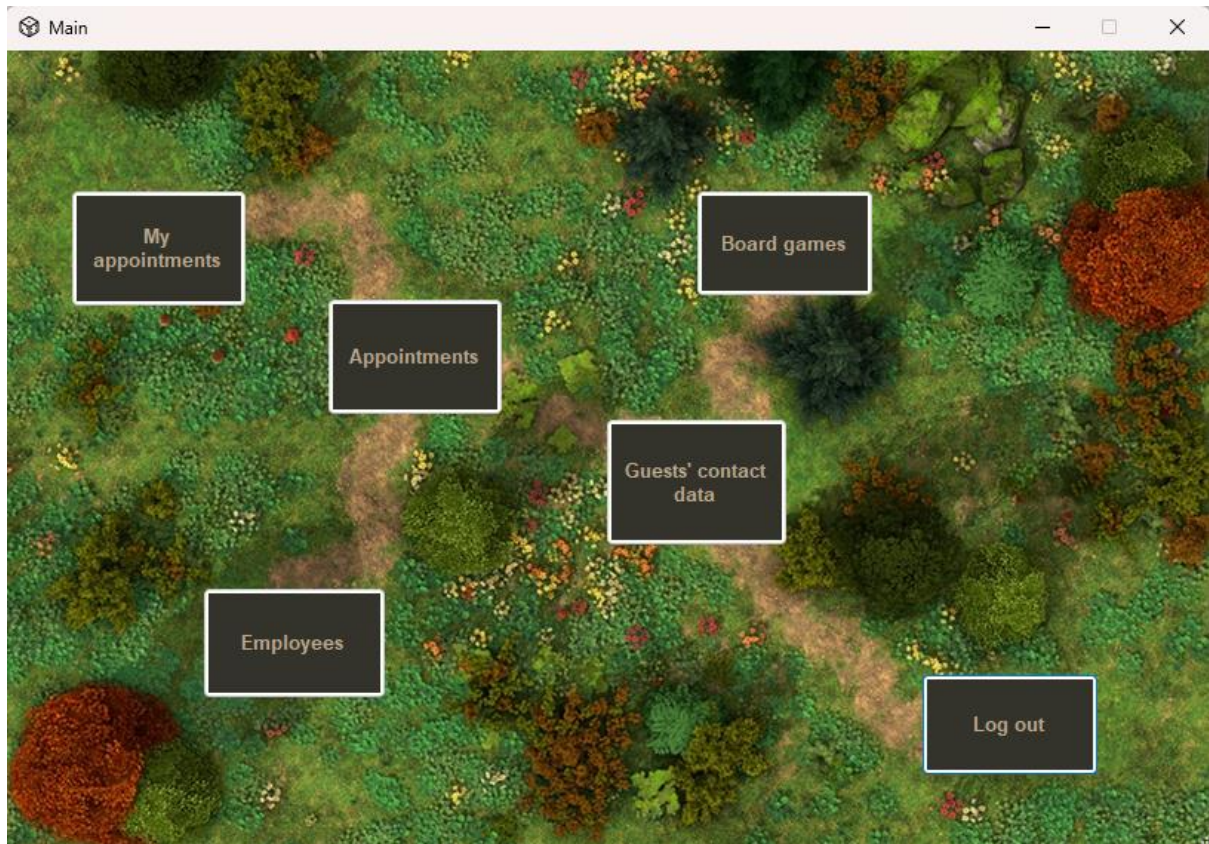 Main
My
appointments
Board games
Appointments
Guests' contact
data
Employees
Log out